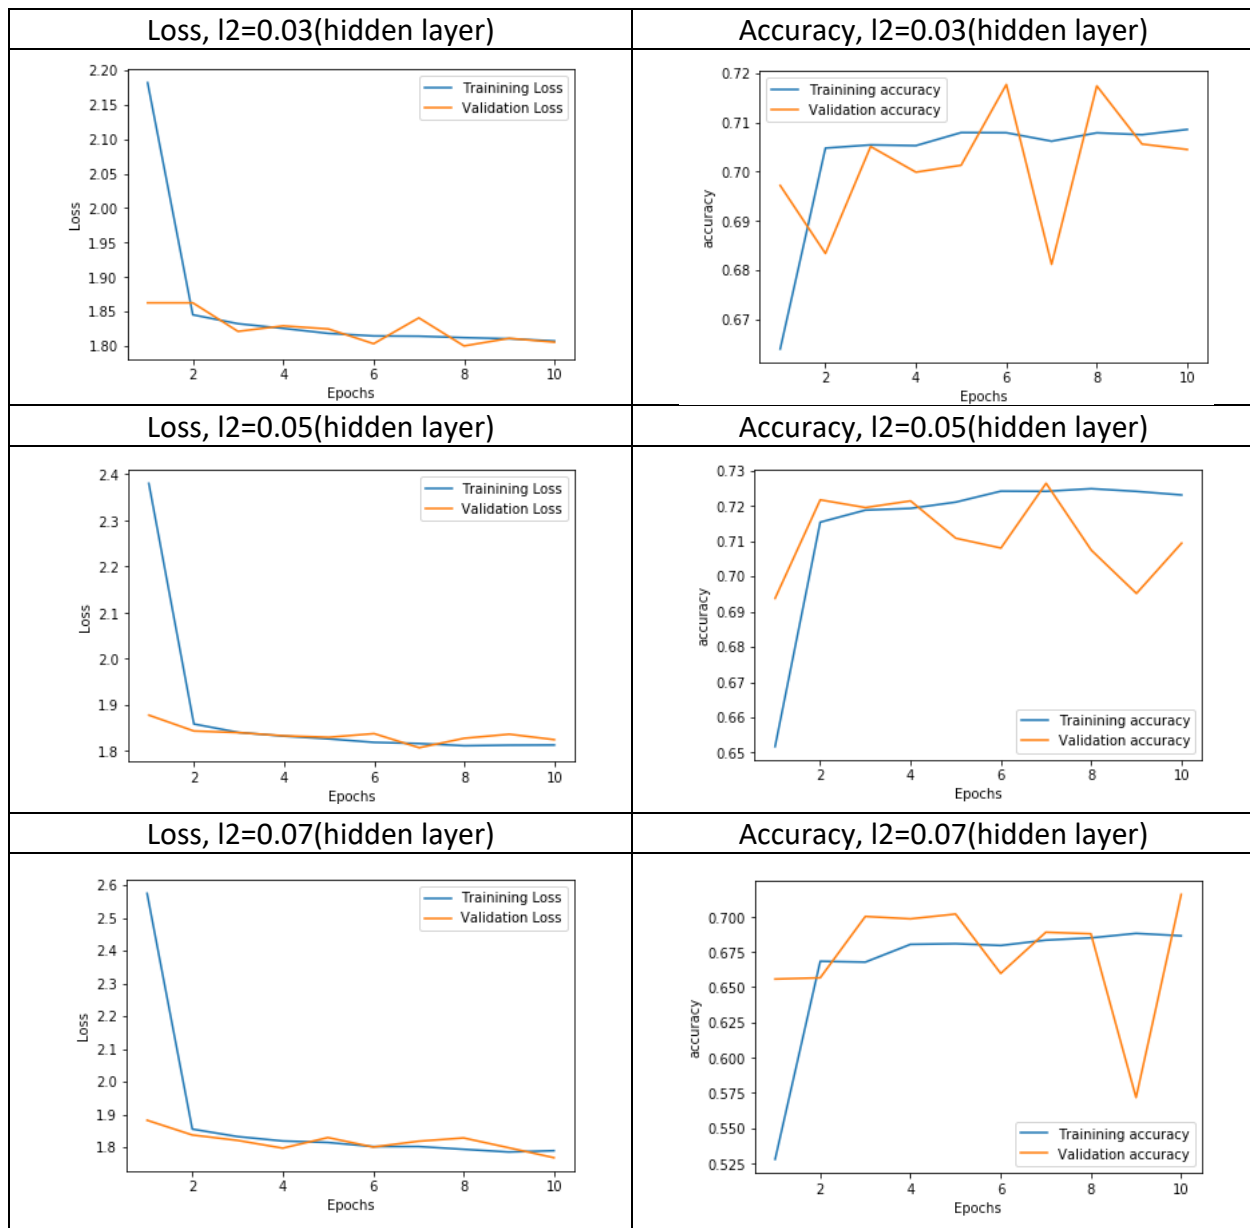 Loss, l2=0.03(hidden layer)
Accuracy, l2=0.03(hidden layer)
2.20
2.15
2.10
2.05
2.00
1.95
1.90
1.85
1.80
Loss
Trainining Loss
Validation Loss
2 4 6 8 10
Epochs
0.72
0.71
0.70
0.69
0.68
0.67
accuracy
Trainining accuracy
Validation accuracy
2 4 6 8 10
Epochs
Loss, l2=0.05(hidden layer)
Accuracy, l2=0.05(hidden layer)
2.4
2.3
2.2
2.1
2.0
1.9
1.8
Loss
Trainining Loss
Validation Loss
2 4 6 8 10
Epochs
0.73
0.72
0.71
0.70
0.69
0.68
0.67
0.66
0.65
accuracy
Trainining accuracy
Validation accuracy
2 4 6 8 10
Epochs
Loss, l2=0.07(hidden layer)
Accuracy, l2=0.07(hidden layer)
2.6
2.5
2.4
2.3
2.2
2.1
2.0
1.9
1.8
Loss
Trainining Loss
Validation Loss
2 4 6 8 10
Epochs
0.700
0.675
0.650
0.625
0.600
0.575
0.550
0.525
accuracy
Trainining accuracy
Validation accuracy
2 4 6 8 10
Epochs